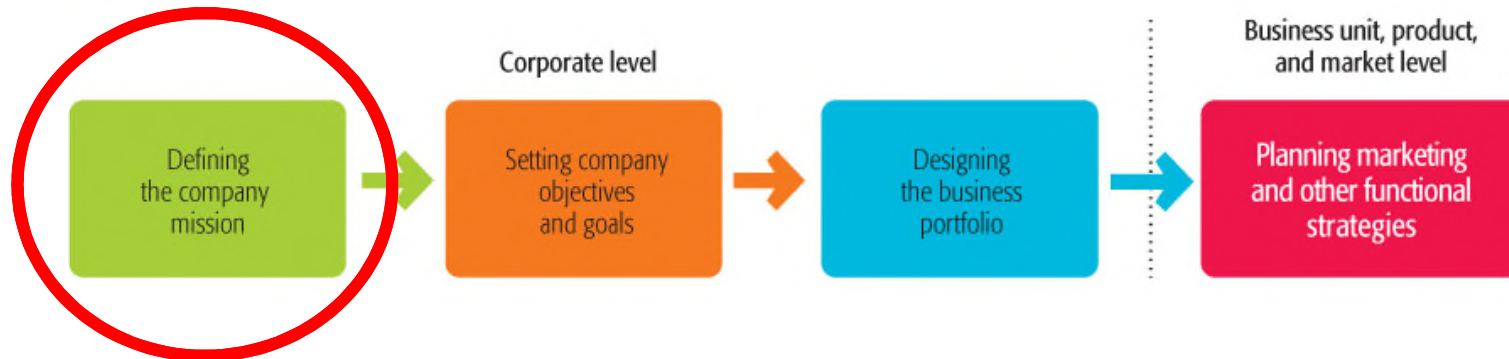 Corporate level
Business unit, product,
and market level
Defining
the company
mission
Setting company
objectives
and goals
Designing
the business
portfolio
Planning marketing
and other functional
strategies